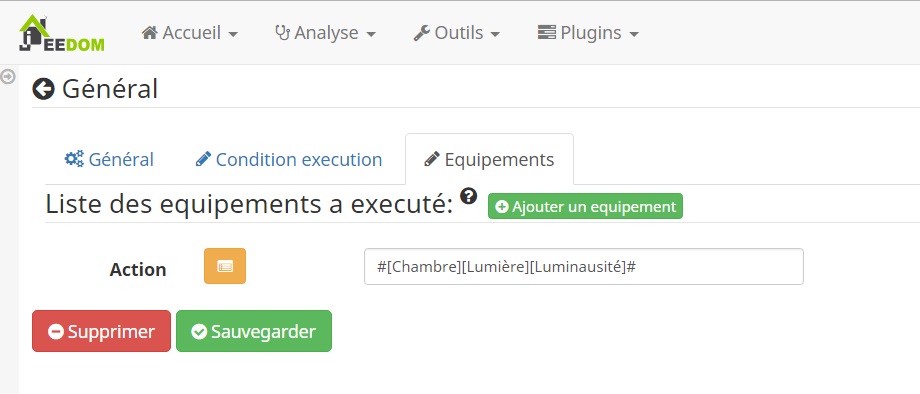 JEEDOM Accueil Analyse Outils Plugins
Général
Général Condition execution Equipements
Liste des equipements a executé: ? Ajouter un equipement
Action #[Chambre][Lumière][Luminausité]#
Supprimer Sauvegarder